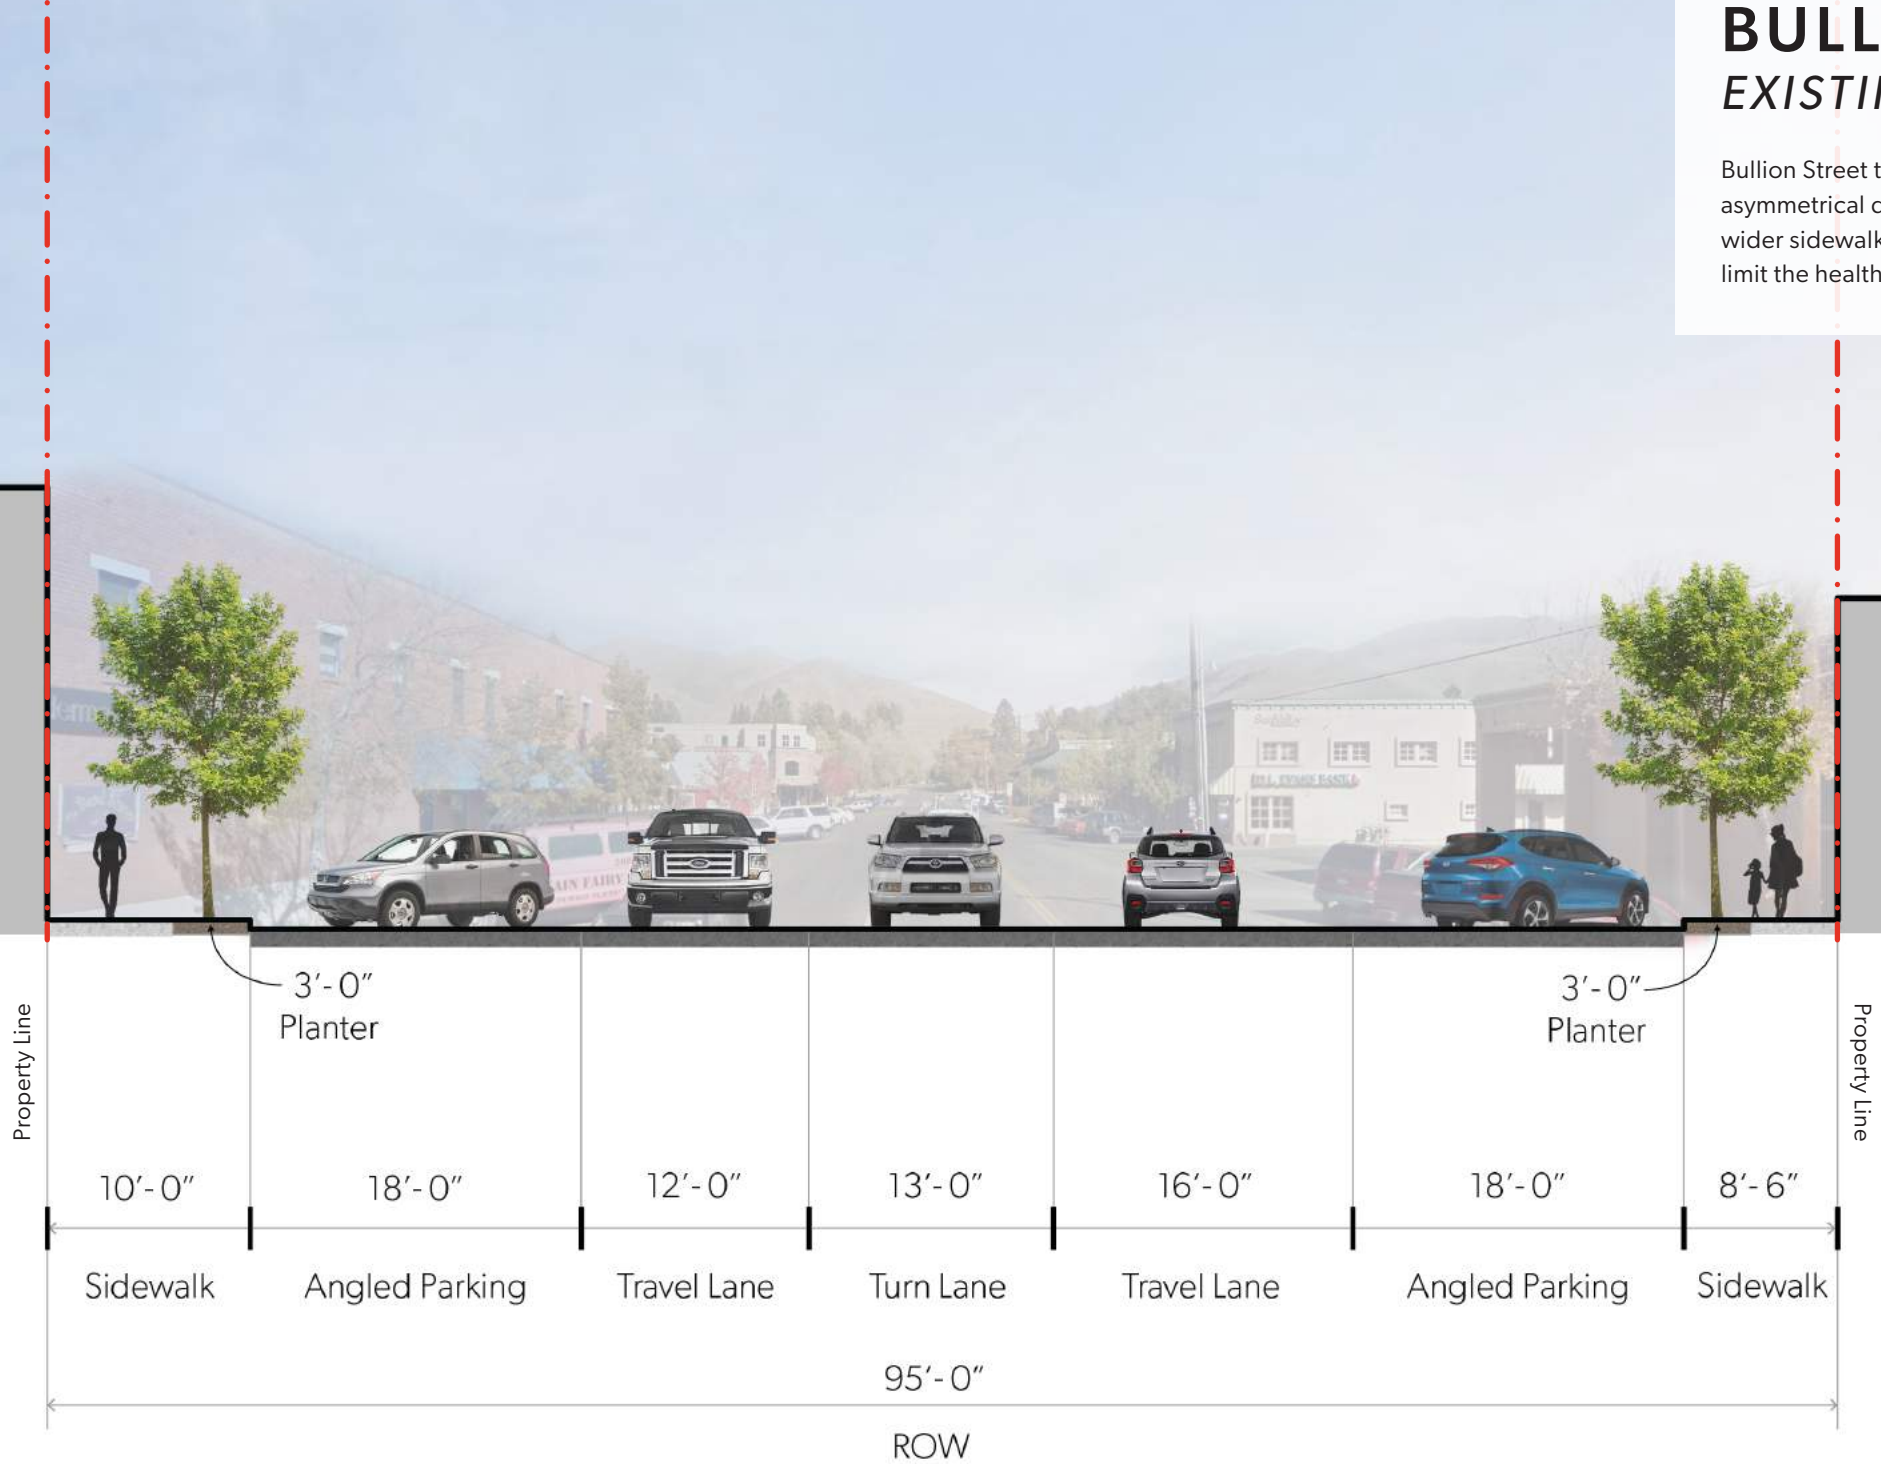 BULL
EXISTIN
Bullion Street t
asymmetrical c
wider sidewalk
limit the health
3'-0"
Planter
3'-0"
Planter
Property Line
Property Line
10'-0"
18'-0"
12'-0"
13'-0"
16'-0"
18'-0"
8'-6"
Sidewalk
Angled Parking
Travel Lane
Turn Lane
Travel Lane
Angled Parking
Sidewalk
95'-0"
ROW